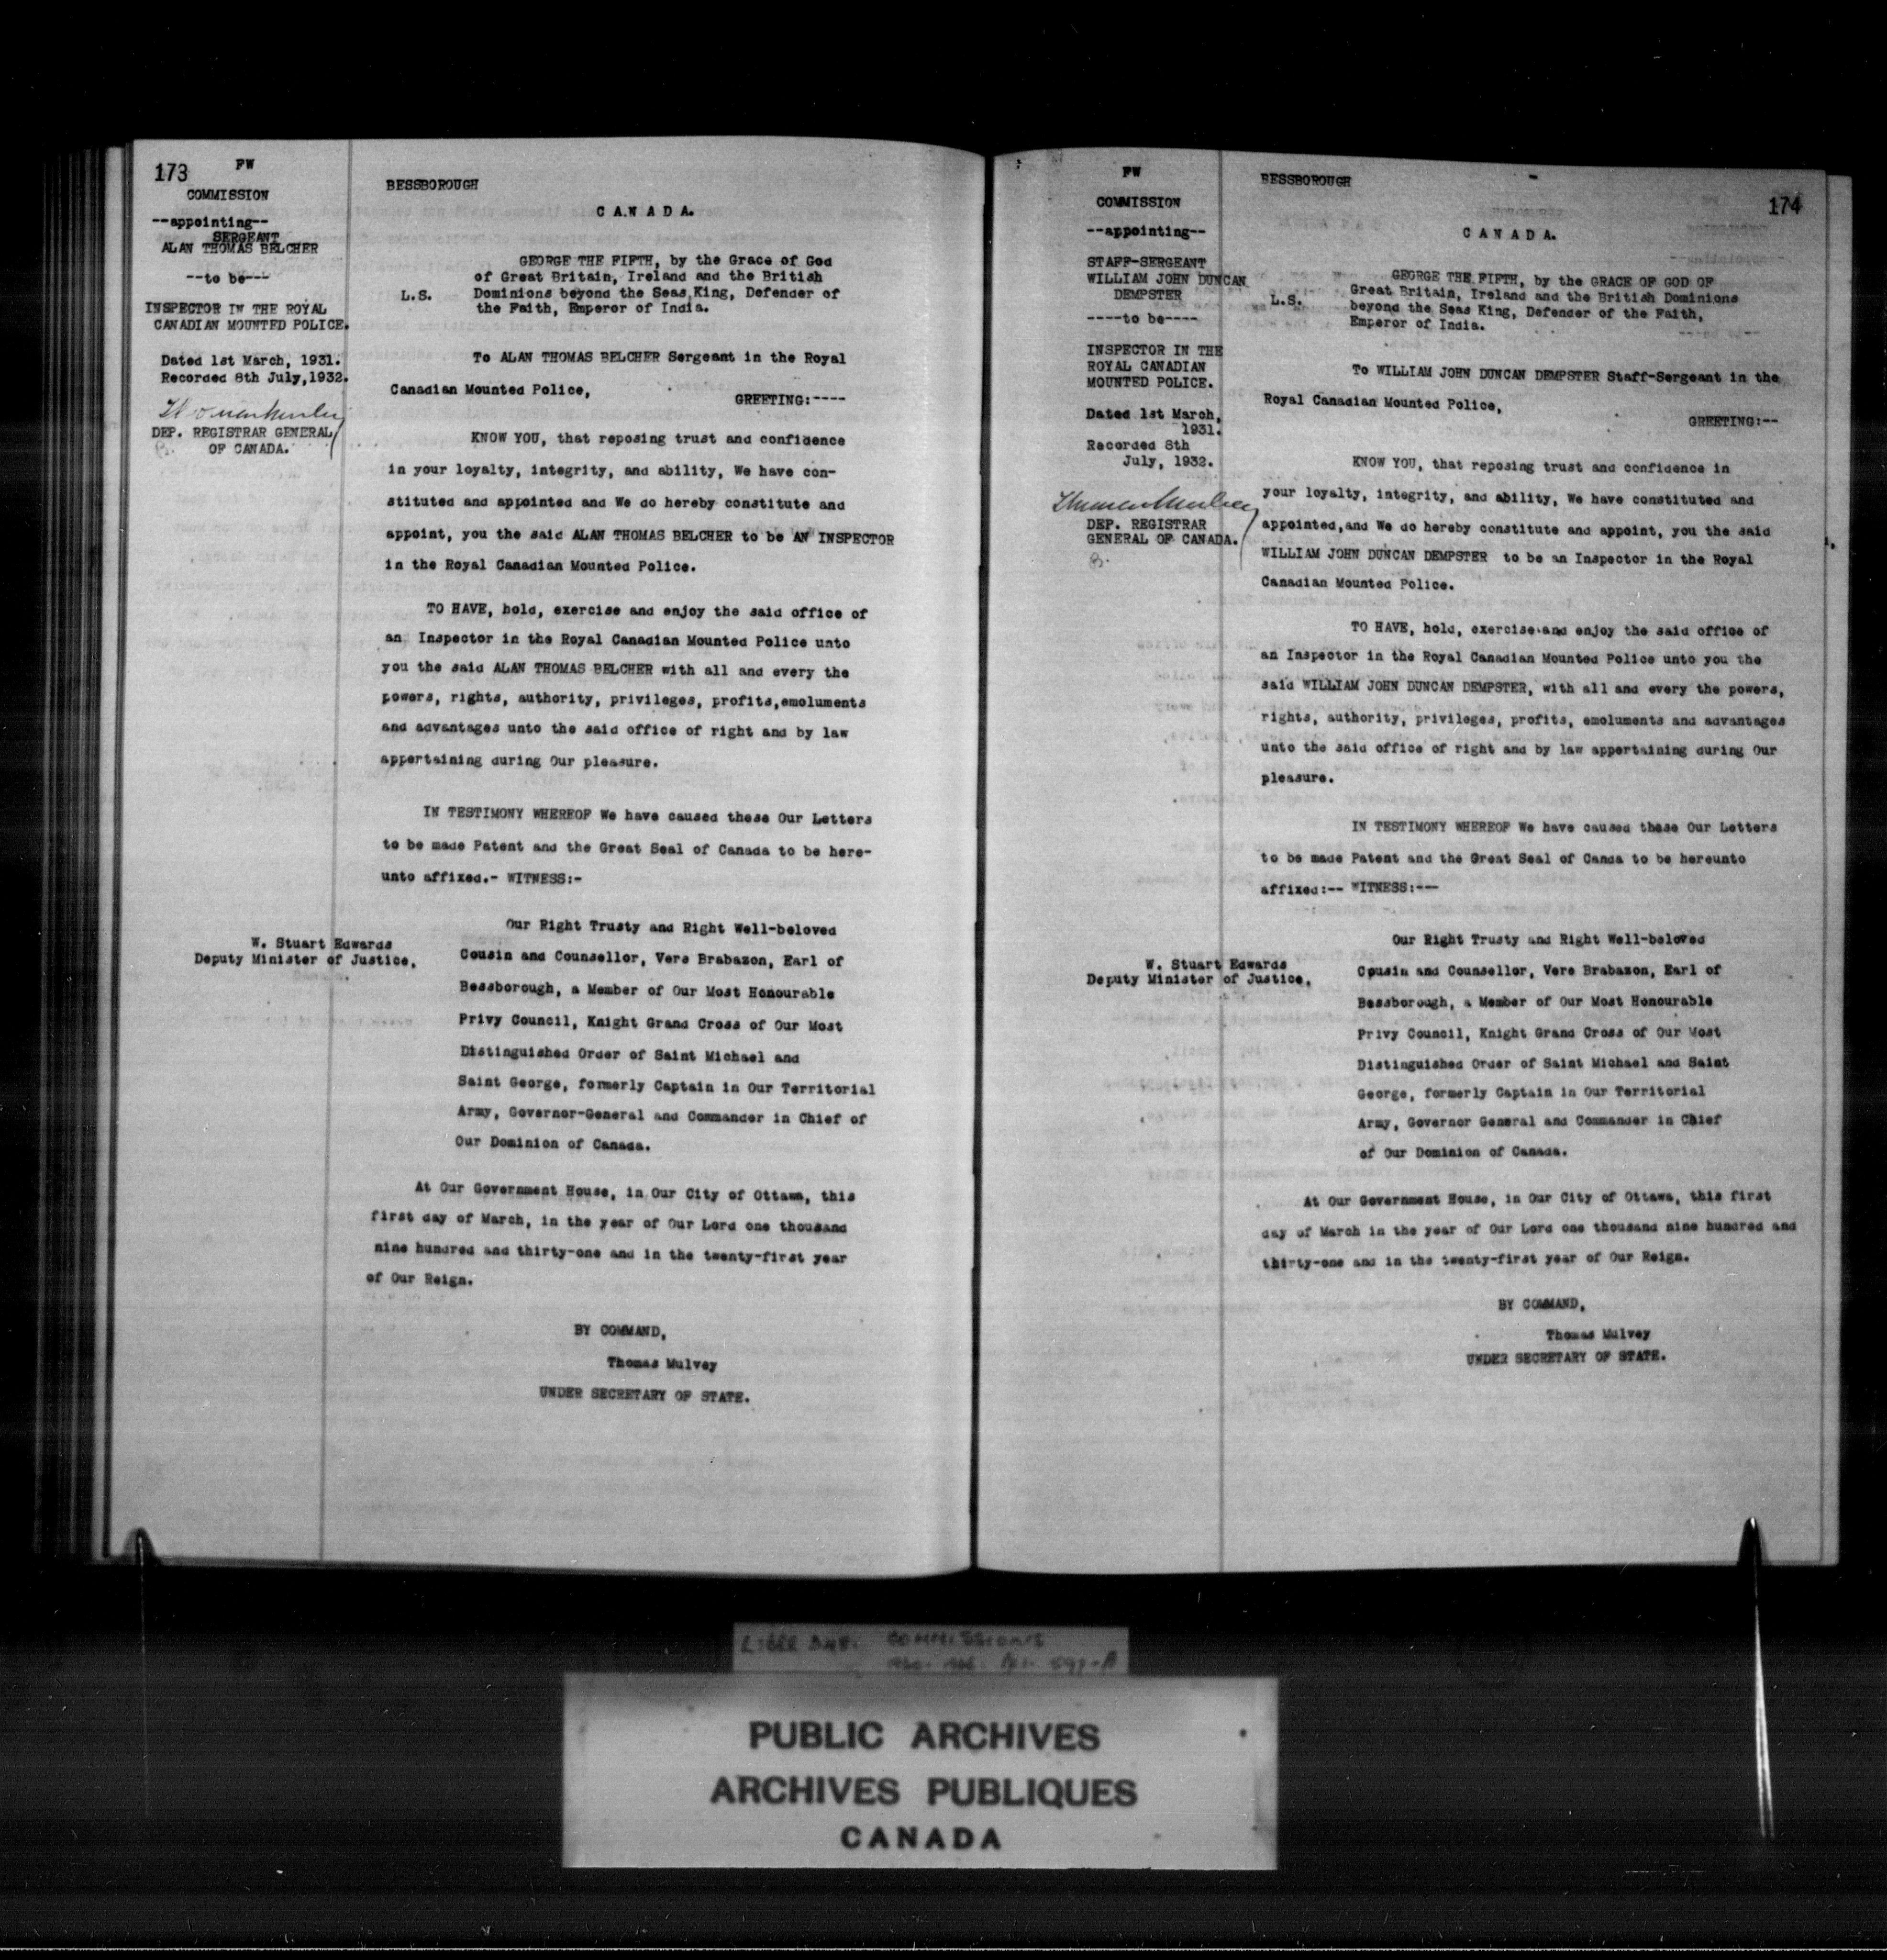 173
FW
COMMISSION
--appointing--
SERGEANT
ALAN THOMAS BELCHER
--to be---
INSPECTOR IN THE ROYAL
CANADIAN MOUNTED POLICE.
Dated 1st March, 1931.
Recorded 8th July,1932.
DEP. REGISTRAR GENERAL
OF CANADA.
W. Stuart Edwards
Deputy Minister of Justice.
BESSBOROUGH
C A.N A D A.
L.S.
GEORGE THE FIFTH, by the Grace of God
of Great Britain, Ireland and the British
Dominions beyond the Seas King, Defender of
the Faith, Emperor of India.
To ALAN THOMAS BELCHER Sergeant in the Royal
Canadian Mounted Police,
GREETING:----
KNOW YOU, that reposing trust and confidence
in your loyalty, integrity, and ability, We have con-
stituted and appointed and We do hereby constitute and
appoint, you the said ALAN THOMAS BELCHER to be AN INSPECTOR
in the Royal Canadian Mounted Police.
TO HAVE, hold, exercise and enjoy the said office of
an Inspector in the Royal Canadian Mounted Police unto
you the said ALAN THOMAS BELCHER with all and every the
powers, rights, authority, privileges, profits,emoluments
and advantages unto the said office of right and by law
appertaining during Our pleasure.
IN TESTIMONY WHEREOF We have caused these Our Letters
to be made Patent and the Great Seal of Canada to be here-
unto affixed.- WITNESS:-
Our Right Trusty and Right Well-beloved
Cousin and Counsellor, Vere Brabazon, Earl of
Bessborough, a Member of Our Most Honourable
Privy Council, Knight Grand Cross of Our Most
Distinguished Order of Saint Michael and
Saint George, formerly Captain in Our Territorial
Army, Governor-General and Commander in Chief of
Our Dominion of Canada.
At Our Government House, in Our City of Ottawa, this
first day of March, in the year of Our Lord one thousand
nine hundred and thirty-one and in the twenty-first year
of Our Reign.
BY COMMAND,
Thomas Mulvey
UNDER SECRETARY OF STATE.
FW
COMMISSION
--appointing--
STAFF-SERGEANT
WILLIAM JOHN DUNCAN
DEMPSTER
----to be----
INSPECTOR IN THE
ROYAL CANADIAN
MOUNTED POLICE.
Dated 1st March,
1931.
Recorded 8th
July, 1932.
DEP. REGISTRAR
GENERAL OF CANADA.
W. Stuart Edwards
Deputy Minister of Justice.
BESSBOROUGH
174
C A N A D A.
L.S.
GEORGE THE FIFTH, by the GRACE OF GOD OF
Great Britain, Ireland and the British Dominions
beyond the Seas King, Defender of the Faith,
Emperor of India.
To WILLIAM JOHN DUNCAN DEMPSTER Staff-Sergeant in the
Royal Canadian Mounted Police,
GREETING:--
KNOW YOU, that reposing trust and confidence in
your loyalty, integrity, and ability, We have constituted and
appointed,and We do hereby constitute and appoint, you the said
WILLIAM JOHN DUNCAN DEMPSTER to be an Inspector in the Royal
Canadian Mounted Police.
TO HAVE, hold, exercise and enjoy the said office of
an Inspector in the Royal Canadian Mounted Police unto you the
said WILLIAM JOHN DUNCAN DEMPSTER, with all and every the powers,
rights, authority, privileges, profits, emoluments and advantages
unto the said office of right and by law appertaining during Our
pleasure.
IN TESTIMONY WHEREOF We have caused these Our Letters
to be made Patent and the Great Seal of Canda to be hereunto
affixed:-- WITNESS:---
Our Right Trusty and Right Well-beloved
Cousin and Counsellor, Vere Brabazon, Earl of
Bessborough, a Member of Our Most Honourable
Privy Council, Knight Grand Cross of Our Most
Distinguished Order of Saint Michael and Saint
George, formerly Captain in Our Territorial
Army, Governor General and Commander in Chief
of Our Dominion of Canada.
At Our Government House, in Our City of Ottawa, this first
day of March in the year of Our Lord one thousand nine hundred and
thirty-one and in the twenty-first year of Our Reign.
BY COMMAND,
Thomas Mulvey
UNDER SECRETARY OF STATE.
COMMISSIONS
PUBLIC ARCHIVES
ARCHIVES PUBLIQUES
CANADA